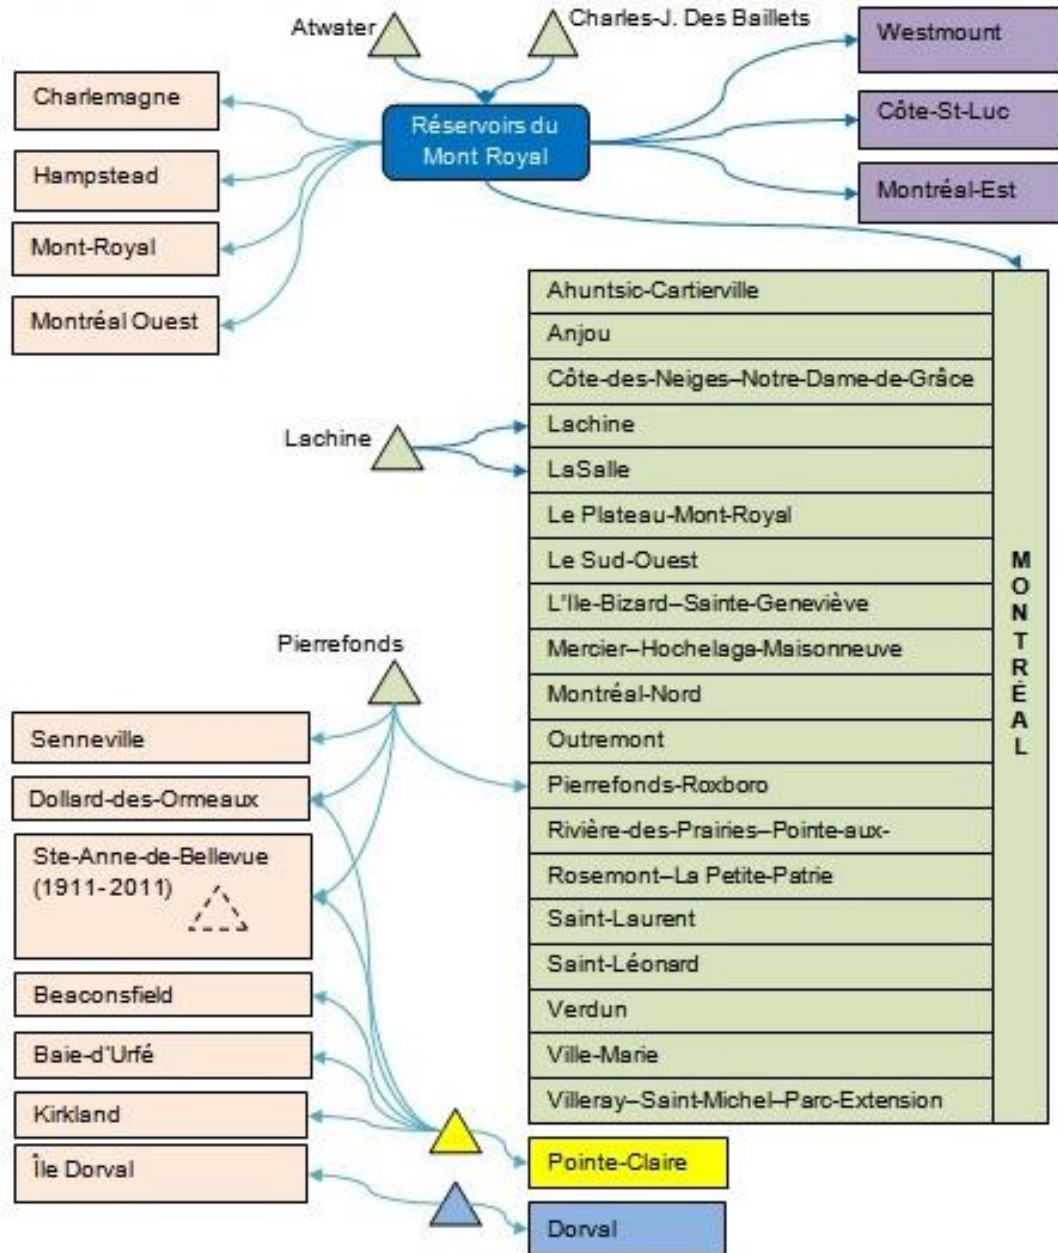 Atwater
Charles-J. Des Baillets
Westmount
Charlemagne
Côte-St-Luc
Réservoirs du
Mont Royal
Hampstead
Montréal-Est
Mont-Royal
Montréal Ouest
Ahuntsic-Cartierville
Anjou
Côte-des-Neiges–Notre-Dame-de-Grâce
Lachine
Lachine
LaSalle
Le Plateau-Mont-Royal
Le Sud-Ouest
L'Ile-Bizard–Sainte-Geneviève
Mercier–Hochelaga-Maisonneuve
Montréal-Nord
Outremont
Pierrefonds-Roxboro
Rivière-des-Prairies–Pointe-aux-
Rosemont–La Petite-Patrie
Saint-Laurent
Saint-Léonard
Verdun
Ville-Marie
Villeray–Saint-Michel–Parc-Extension
MONTRÉAL
Pierrefonds
Senneville
Dollard-des-Ormeaux
Ste-Anne-de-Bellevue
(1911-2011)
Beaconsfield
Baie-d'Urfé
Kirkland
Île Dorval
Pointe-Claire
Dorval